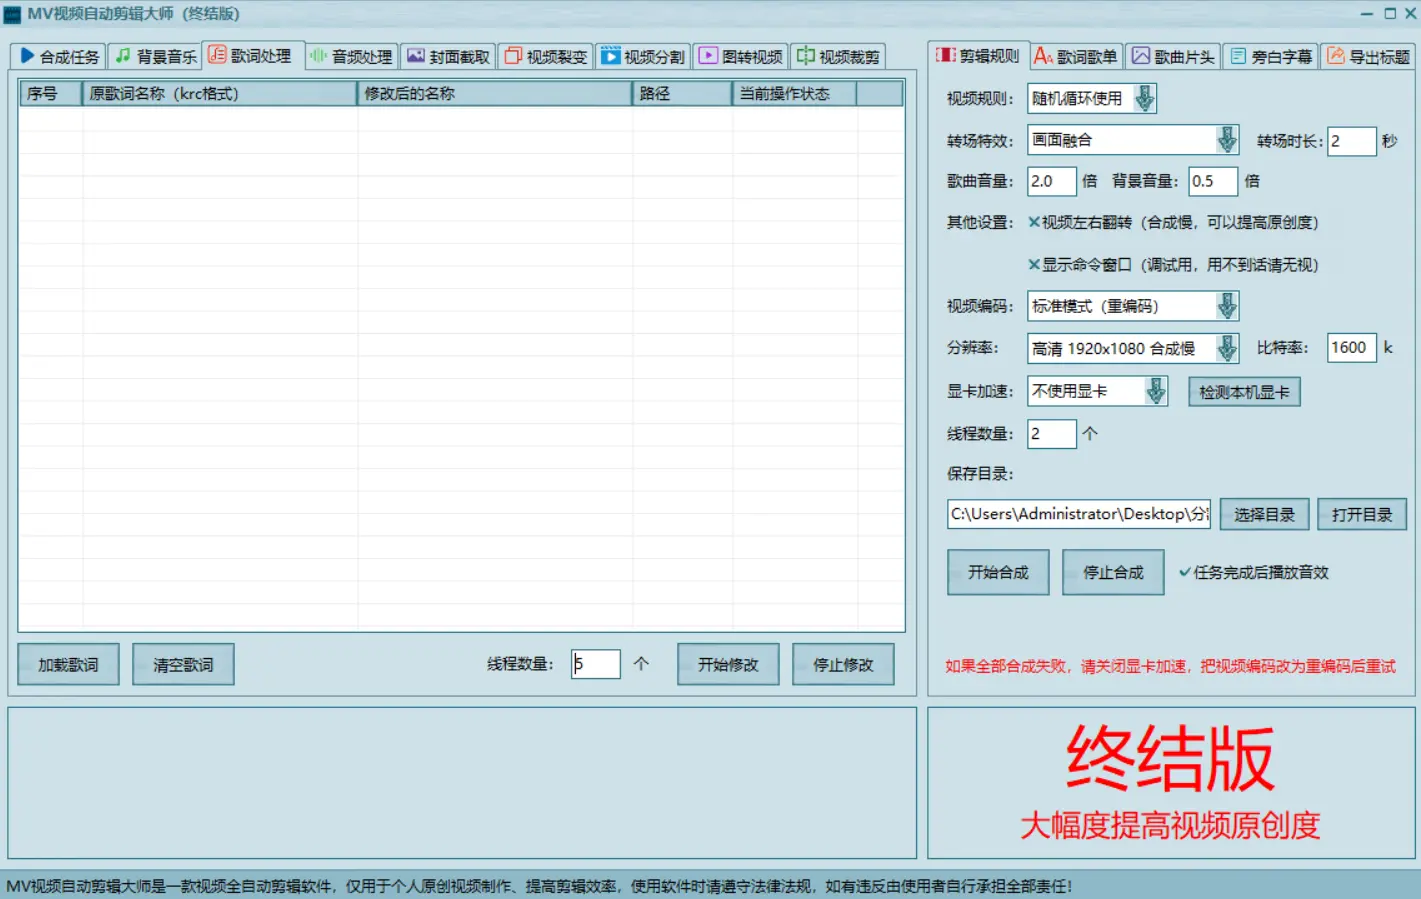 MV视频自动剪辑大师 (终结版)
合成任务 背景音乐 歌词处理 音频处理 封面截取 视频裂变 视频分割 图转视频 视频裁剪
序号 原歌词名称 (krc格式) 修改后的名称 路径 当前操作状态
加载歌词 清空歌词 线程数量： 5 个 开始修改 停止修改
剪辑规则 歌词歌单 歌曲片头 旁白字幕 导出标题
视频规则： 随机循环使用
转场特效： 画面融合 转场时长： 2 秒
歌曲音量： 2.0 倍 背景音量： 0.5 倍
其他设置： 视频左右翻转（合成慢，可以提高原创度）
显示命令窗口（调试用，用不到话请无视）
视频编码： 标准模式（重编码）
分辨率： 高清 1920x1080 合成慢 比特率： 1600 k
显卡加速： 不使用显卡 检测本机显卡
线程数量： 2 个
保存目录：
C:\Users\Administrator\Desktop\分 选择目录 打开目录
开始合成 停止合成 任务完成后播放音效
如果全部合成失败，请关闭显卡加速，把视频编码改为重编码后重试
终结版
大幅度提高视频原创度
MV视频自动剪辑大师是一款视频全自动剪辑软件，仅用于个人原创视频制作、提高剪辑效率，使用软件时请遵守法律法规，如有违反由使用者自行承担全部责任！